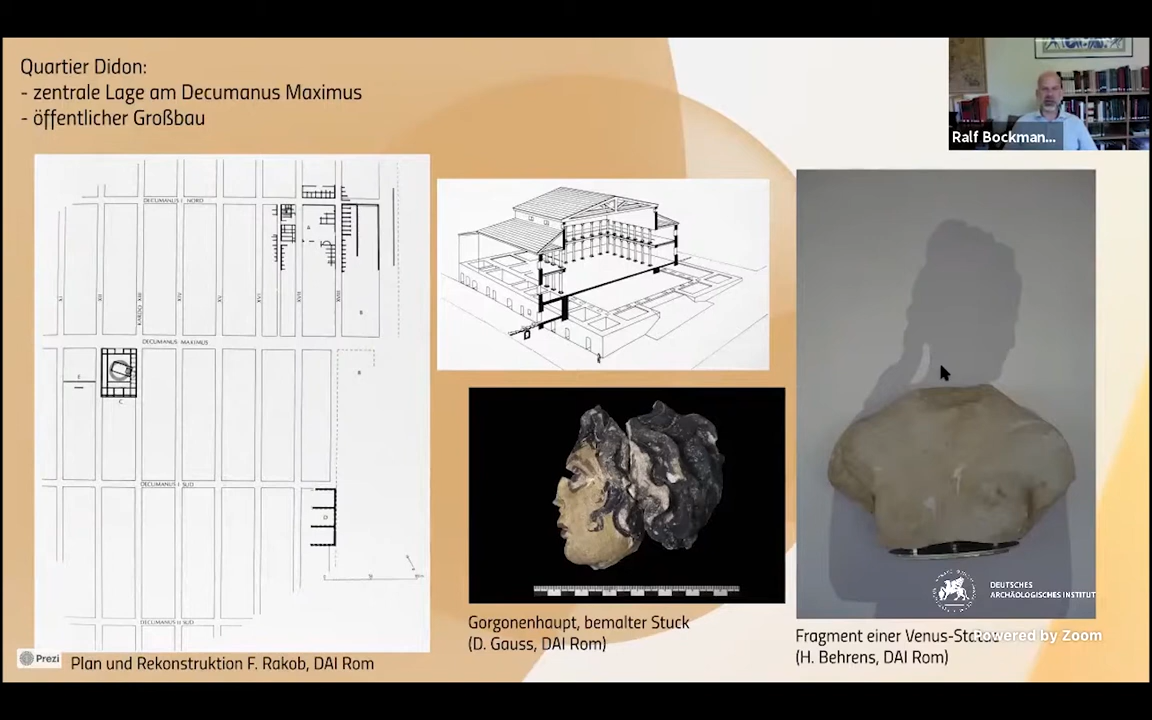 Quartier Didon:
- zentrale Lage am Decumanus Maximus
- öffentlicher Großbau
Ralf Bockman...
DECUMANUS I NORD
DECUMANUS MAXIMUS
DECUMANUS I SUD
DECUMANUS II SUD
Prezi
Plan und Rekonstruktion F. Rakob, DAI Rom
Gorgonenhaupt, bemalter Stuck
(D. Gauss, DAI Rom)
DEUTSCHES
ARCHÄOLOGISCHES INSTITUT
Fragment einer Venus-
Powered by Zoom
(H. Behrens, DAI Rom)